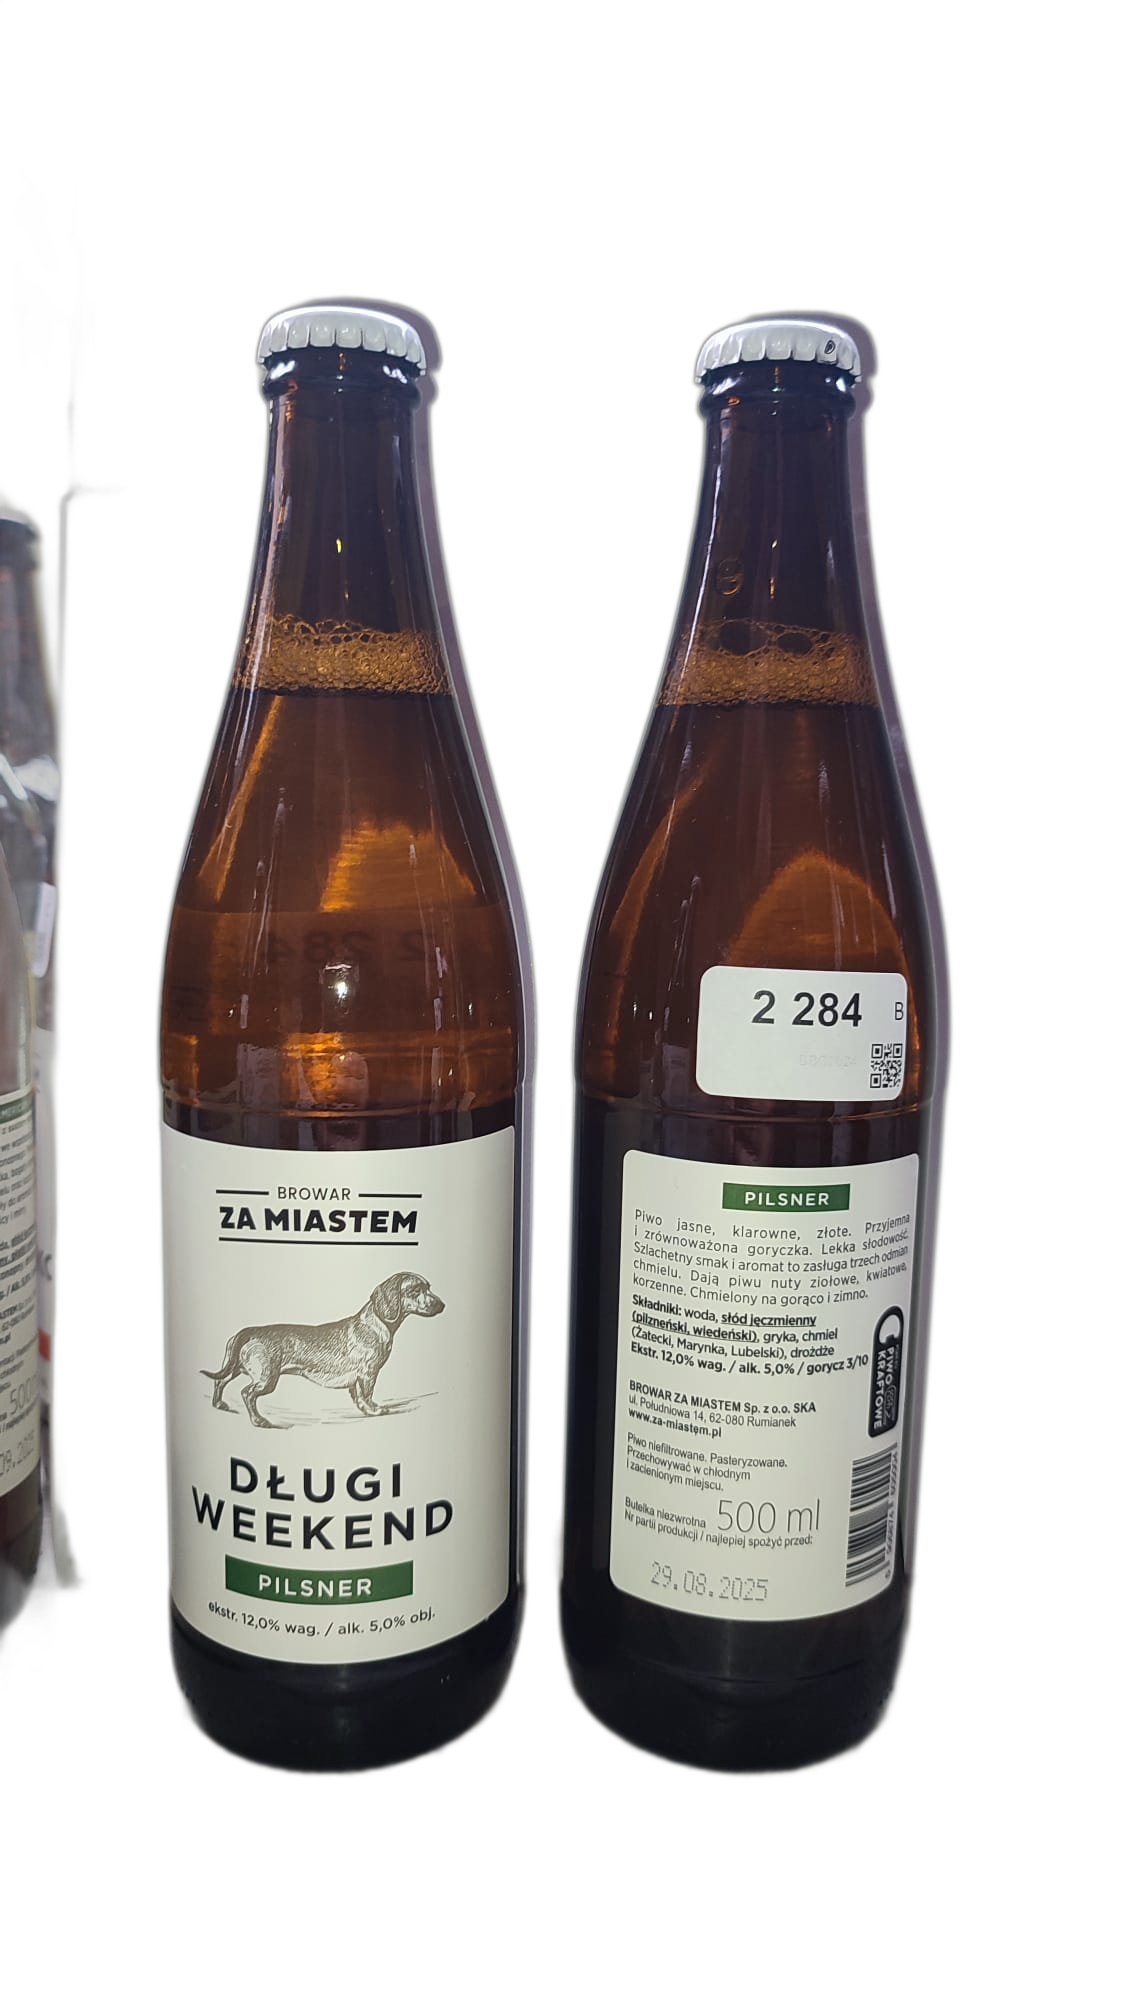 BROWAR
ZA MIASTEM
DŁUGI
WEEKEND
PILSNER
ekstr. 12,0% wag. / alk. 5,0% obj.
2 284
B
PILSNER
Piwo jasne, klarowne, złote. Przyjemna
i zrównoważona goryczka. Lekka słodowość.
Szlachetny smak i aromat to zasługa trzech odmian
chmielu. Dają piwu nuty ziołowe, kwiatowe,
korzenne. Chmielony na gorąco i zimno.
Składniki: woda, słód jęczmienny
(pilzneński, wiedeński), gryka, chmiel
(Žatecki, Marynka, Lubelski), drożdże
Ekstr. 12,0% wag. / alk. 5,0% / gorycz 3/10
PIWO
KRAFTOWE
BROWAR ZA MIASTEM Sp. z o.o. SKA
ul. Południowa 14, 62-080 Rumianek
www.za-miastem.pl
Piwo niefiltrowane. Pasteryzowane.
Przechowywać w chłodnym
i zacienionym miejscu.
Butelka niezwrotna 500 ml
Nr partii produkcji / najlepiej spożyć przed:
29.08.2025